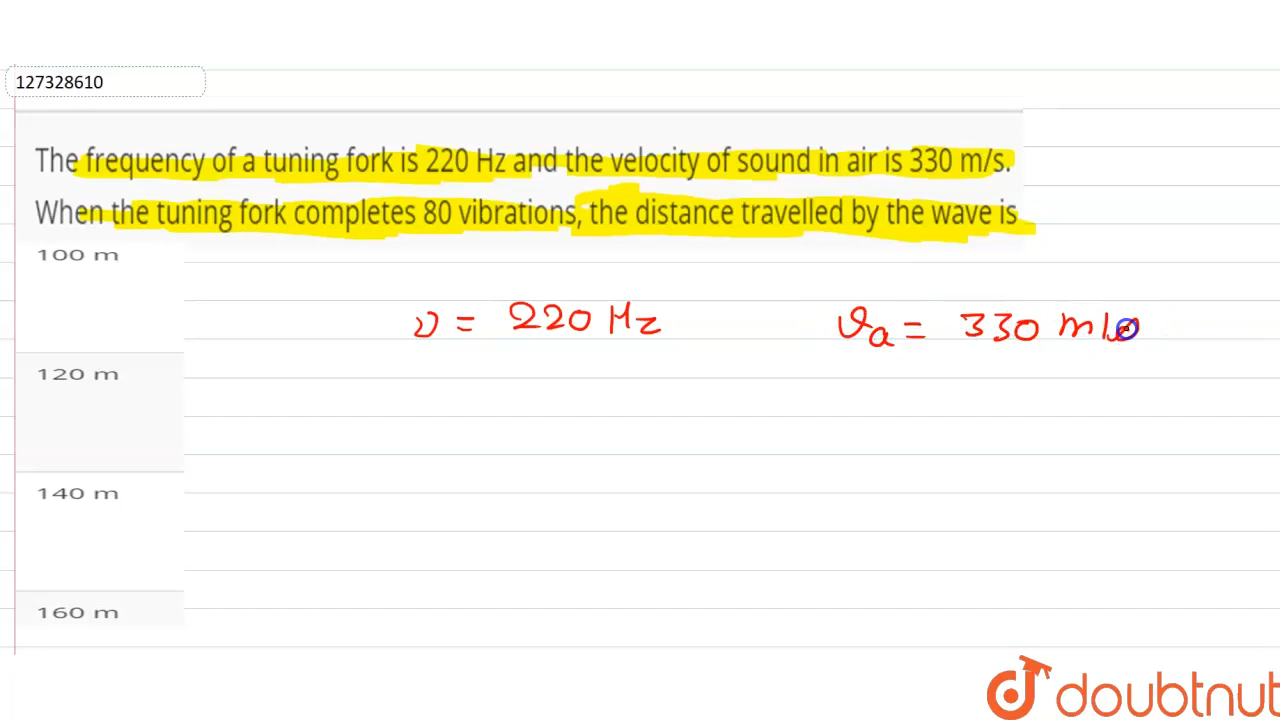 127328610
The frequency of a tuning fork is 220 Hz and the velocity of sound in air is 330 m/s.
When the tuning fork completes 80 vibrations, the distance travelled by the wave is
100 m
ν = 220 Hz
ϑa = 330 m/s
120 m
140 m
160 m
doubtnut